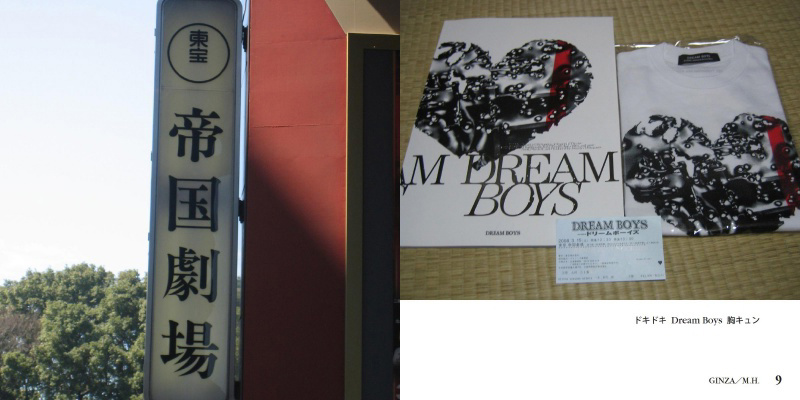 東宝
帝国劇場
AM DREAM
BOYS
DREAM BOYS
DREAM BOYS
ドリームボーイズ
ドキドキ Dream Boys 胸キュン
GINZA/M.H. 9